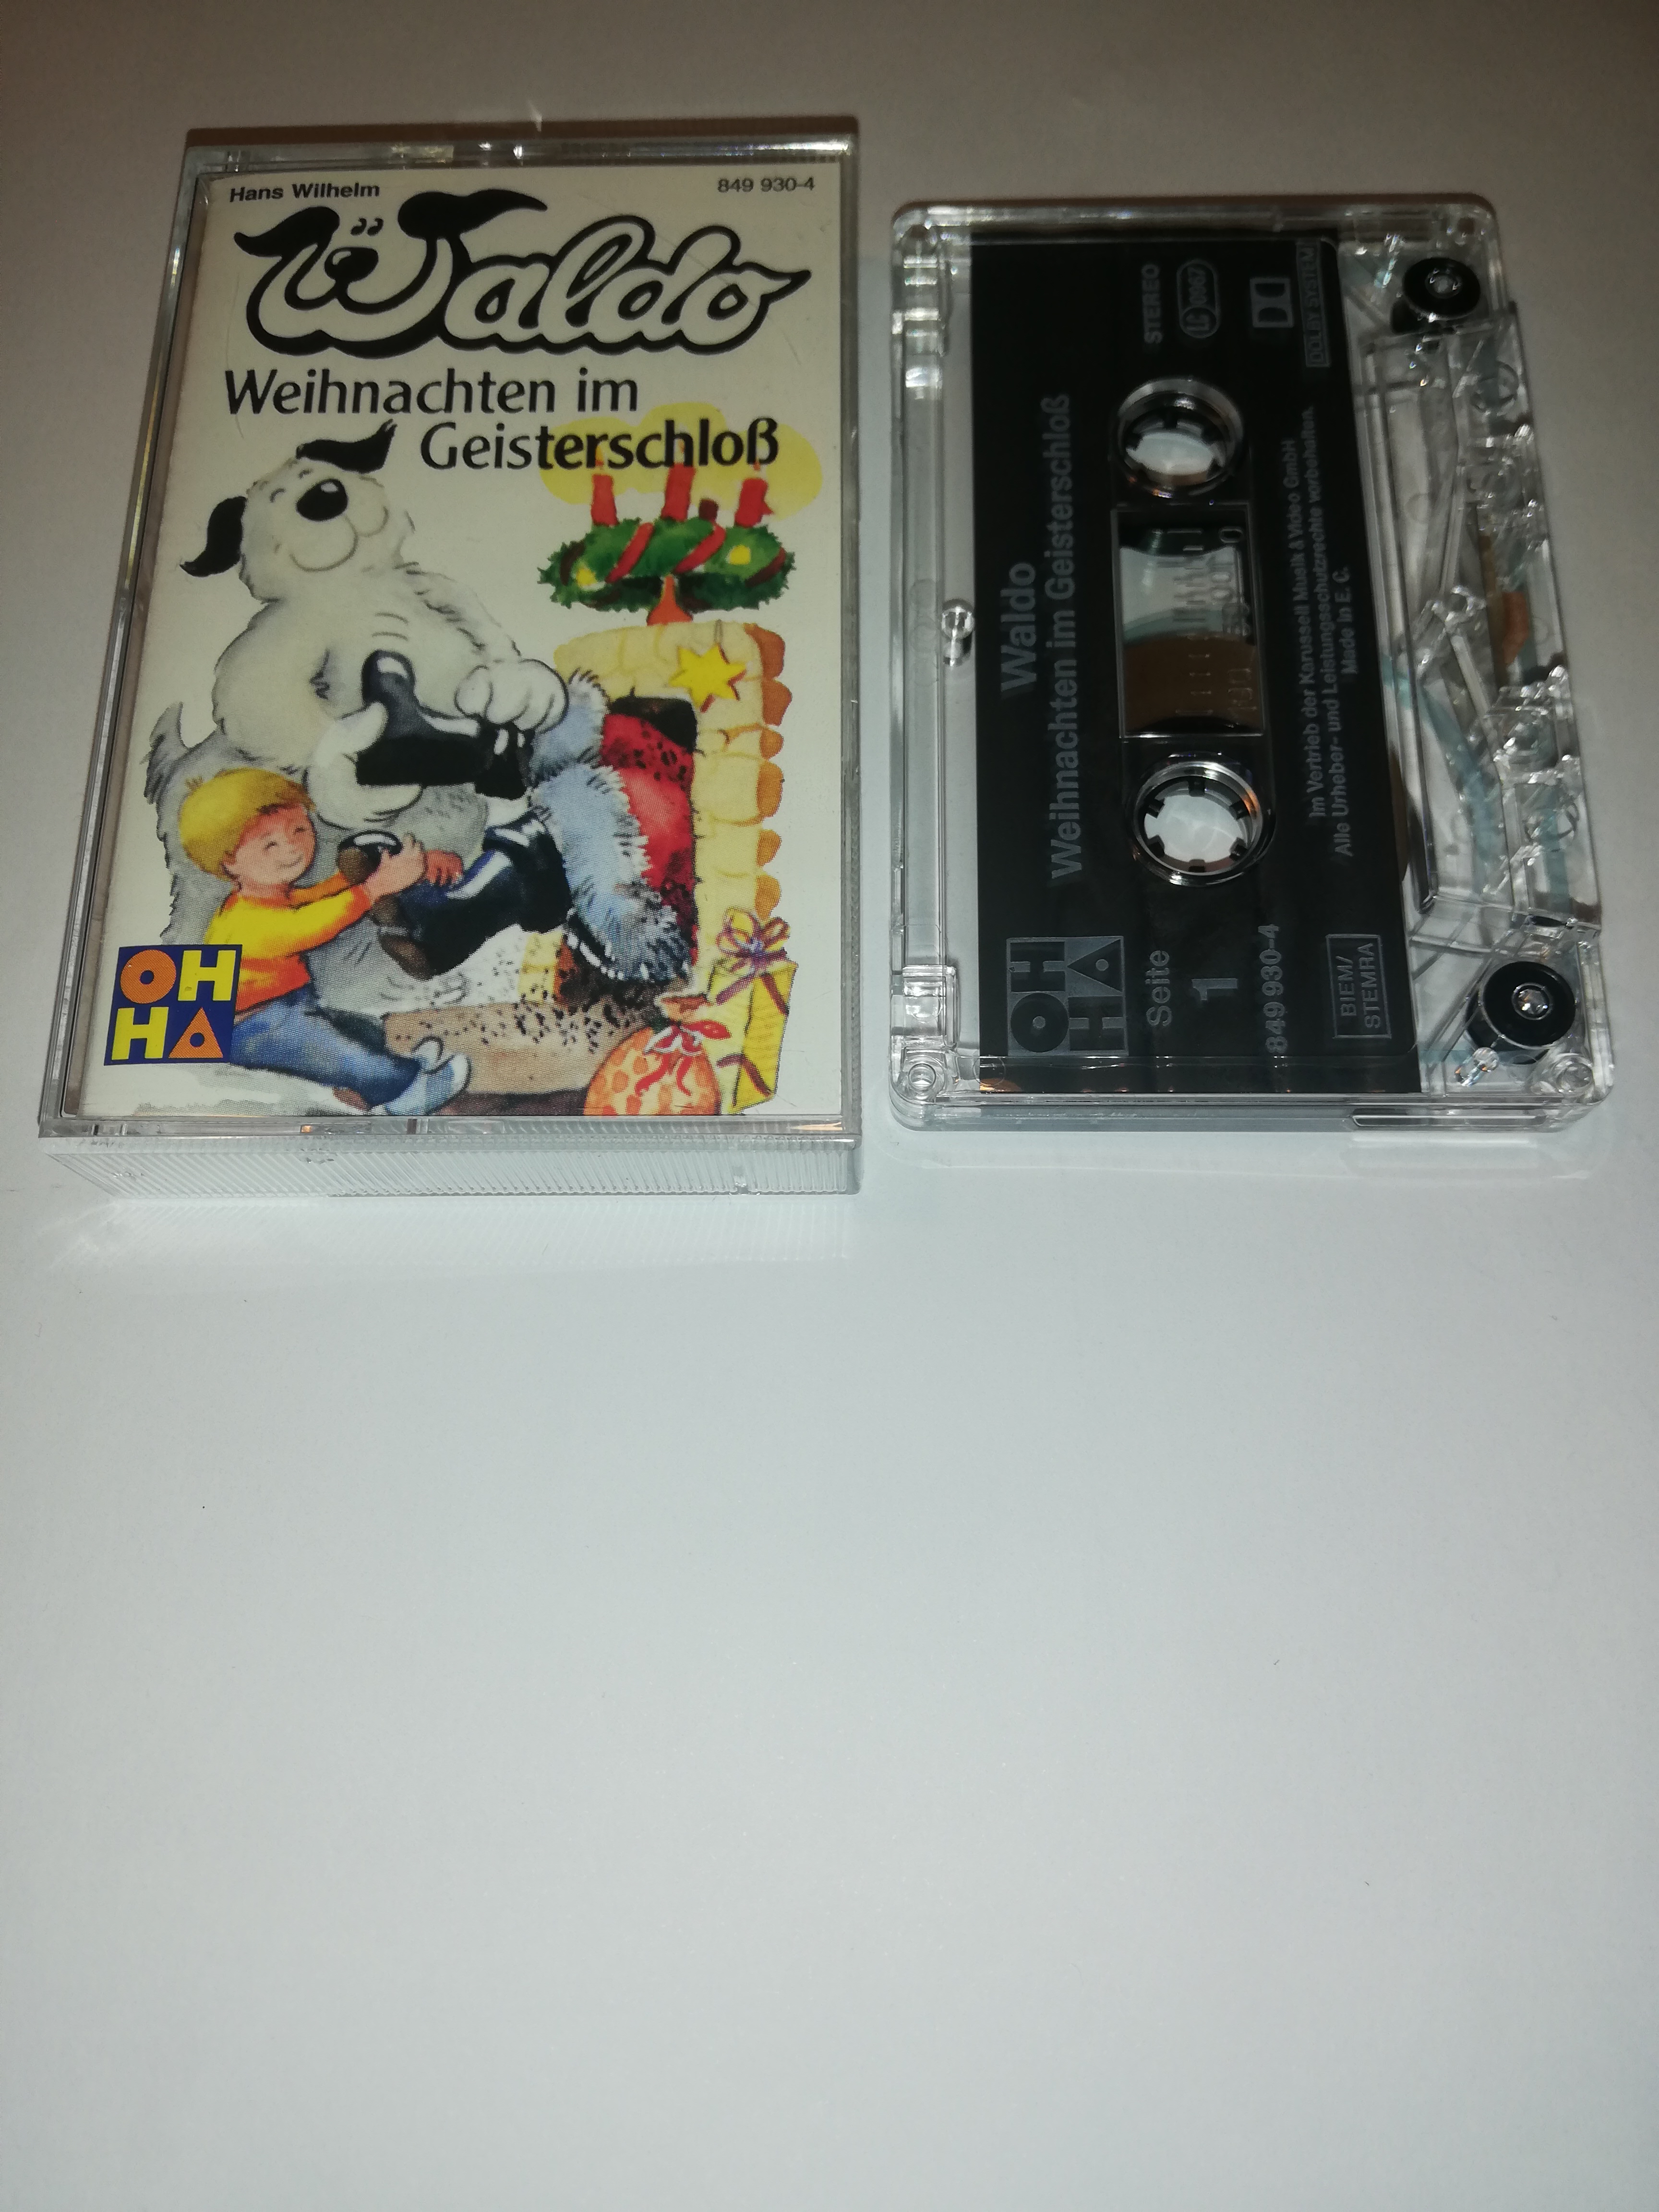 Hans Wilhelm
849 930-4
Waldo
Weihnachten im
Geisterschloß
OH
HA
Waldo
Weihnachten im Geisterschloß
OH
HA
Seite
1
STEREO
LC 0067
849 930-4
DOLBY SYSTEM
Im Vertrieb der Karussell Musik & Video GmbH
Alle Urheber- und Leistungsschutzrechte vorbehalten.
Made in E. C.
BIEM/
STEMRA